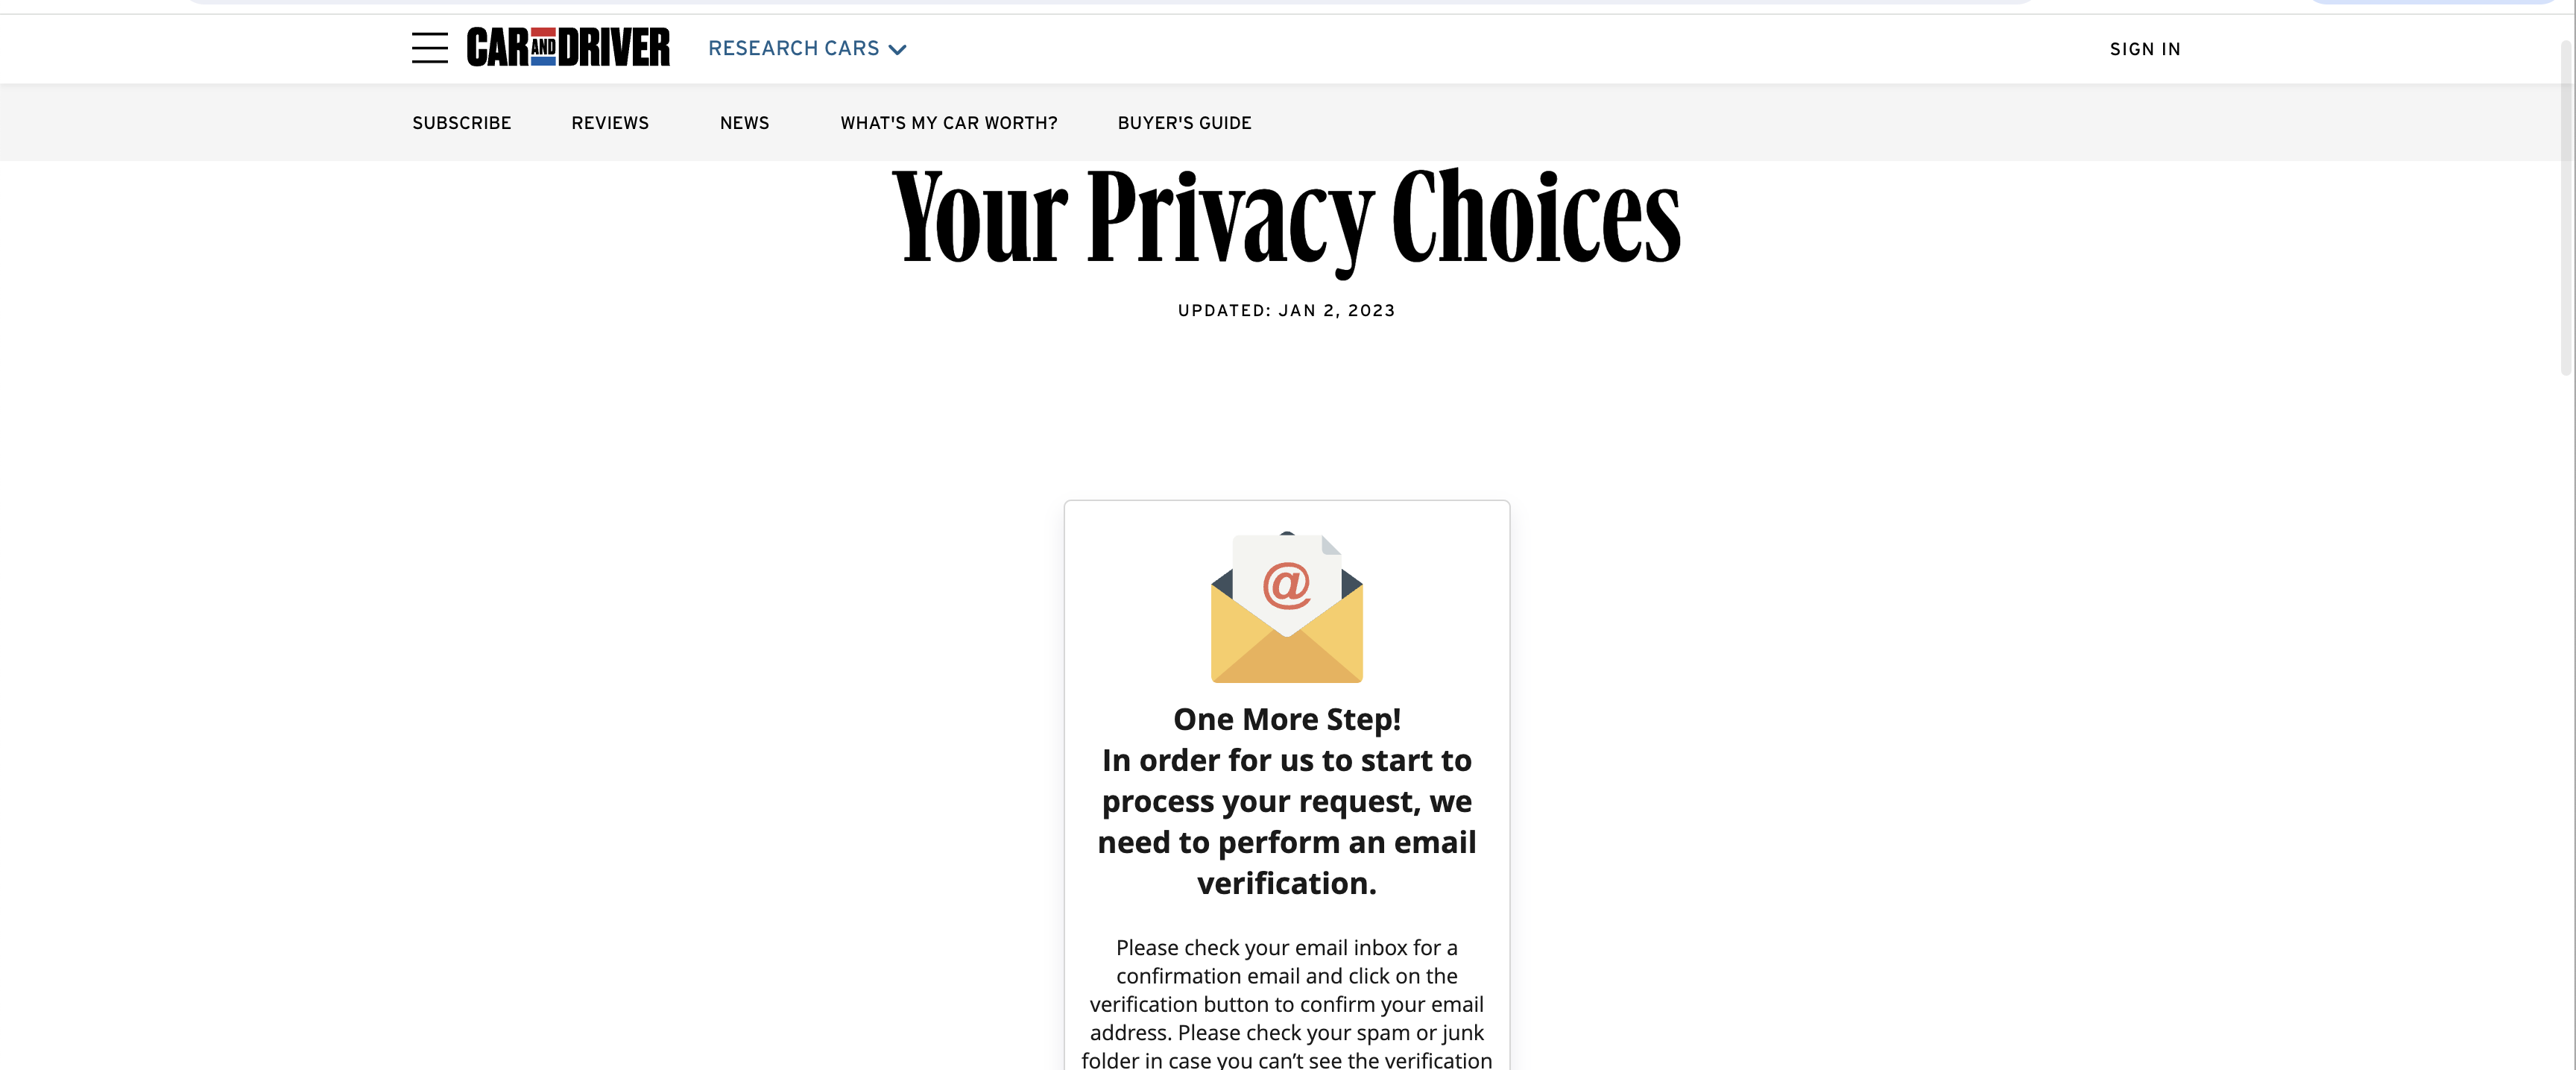 CAR AND DRIVER
RESEARCH CARS
SIGN IN
SUBSCRIBE
REVIEWS
NEWS
WHAT'S MY CAR WORTH?
BUYER'S GUIDE
Your Privacy Choices
UPDATED: JAN 2, 2023
@
One More Step!
In order for us to start to
process your request, we
need to perform an email
verification.
Please check your email inbox for a
confirmation email and click on the
verification button to confirm your email
address. Please check your spam or junk
folder in case you can’t see the verification